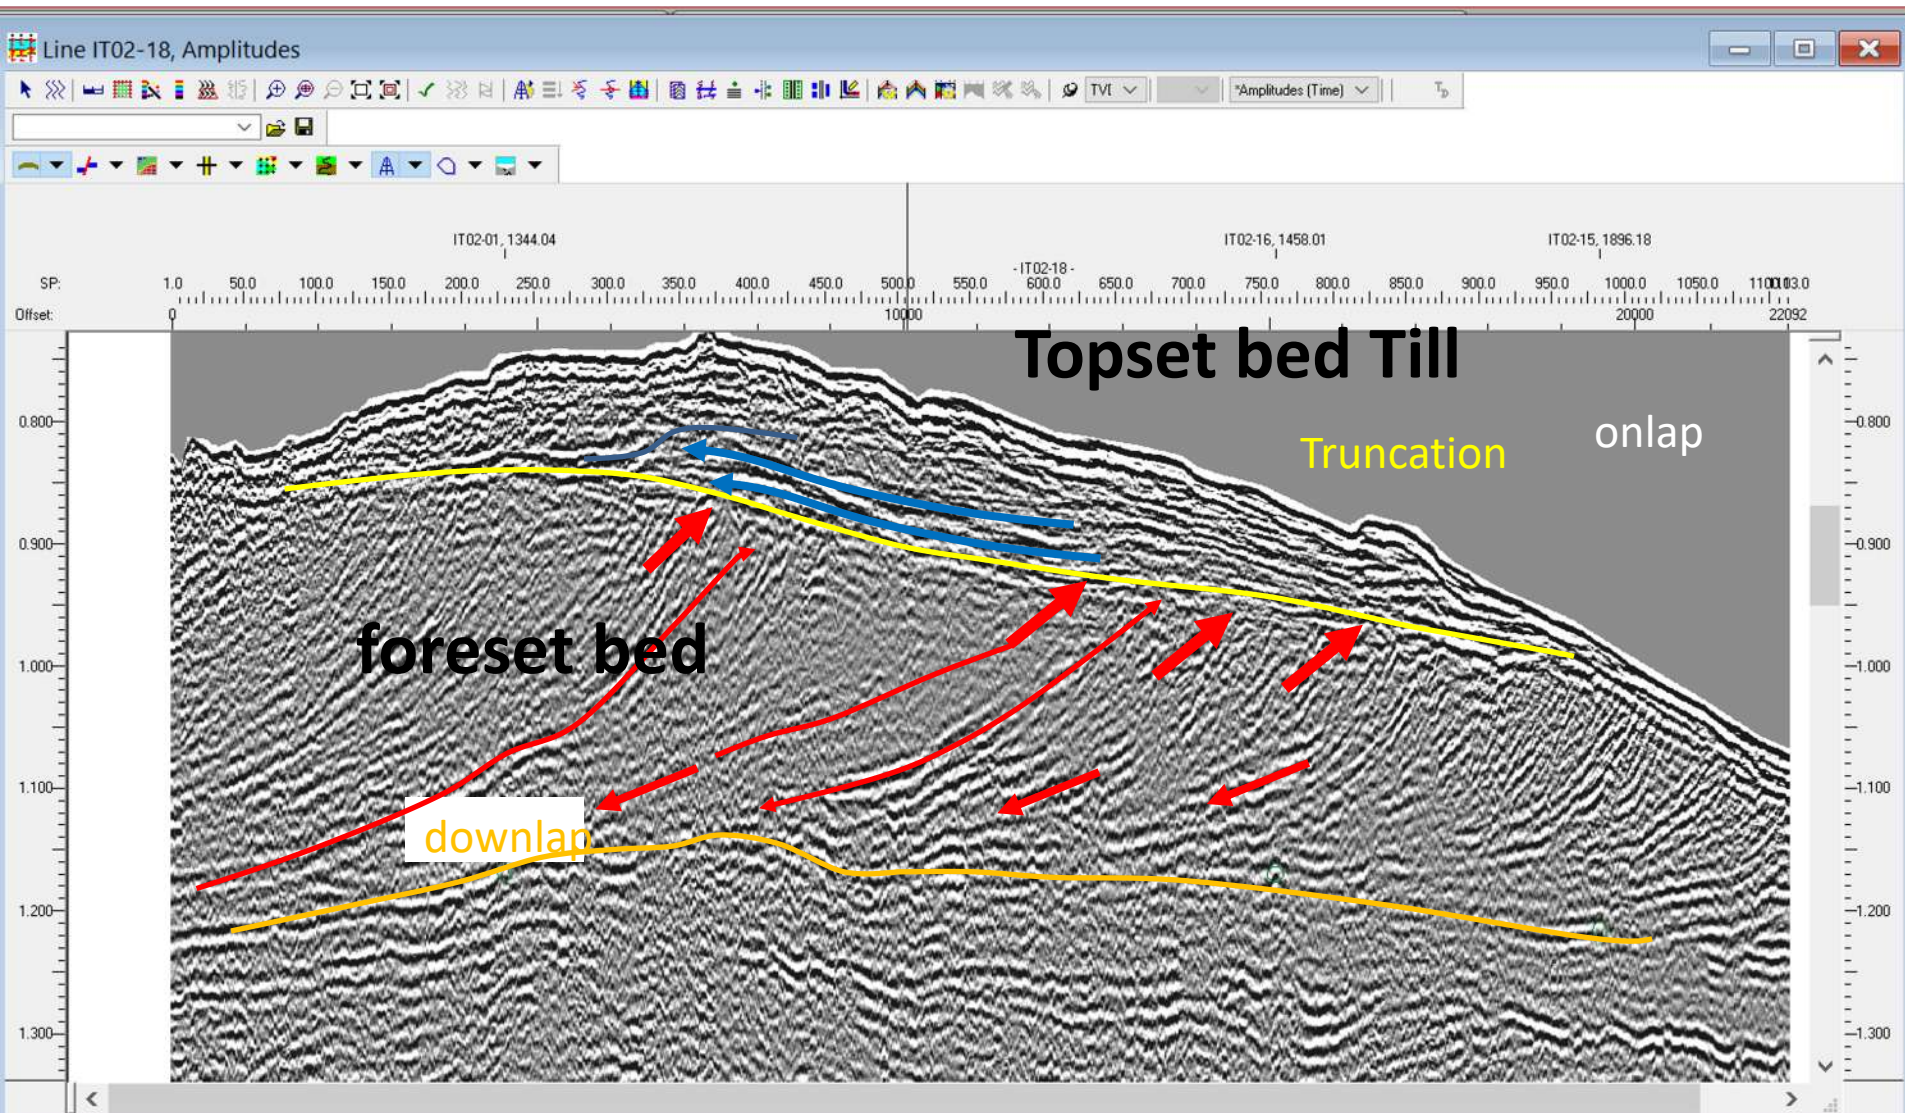 Line IT02-18, Amplitudes
TVI *Amplitudes (Time) TD
IT02-01, 1344.04 IT02-16, 1458.01 IT02-15, 1896.18
- IT02-18 -
SP: 1.0 50.0 100.0 150.0 200.0 250.0 300.0 350.0 400.0 450.0 500.0 550.0 600.0 650.0 700.0 750.0 800.0 850.0 900.0 950.0 1000.0 1050.0
Offset: 0 10000 20000 22092
Topset bed Till
0.800 onlap -0.800
Truncation
0.900 -0.900
foreset bed
1.000 -1.000
1.100 -1.100
downlap
1.200 -1.200
1.300 -1.300